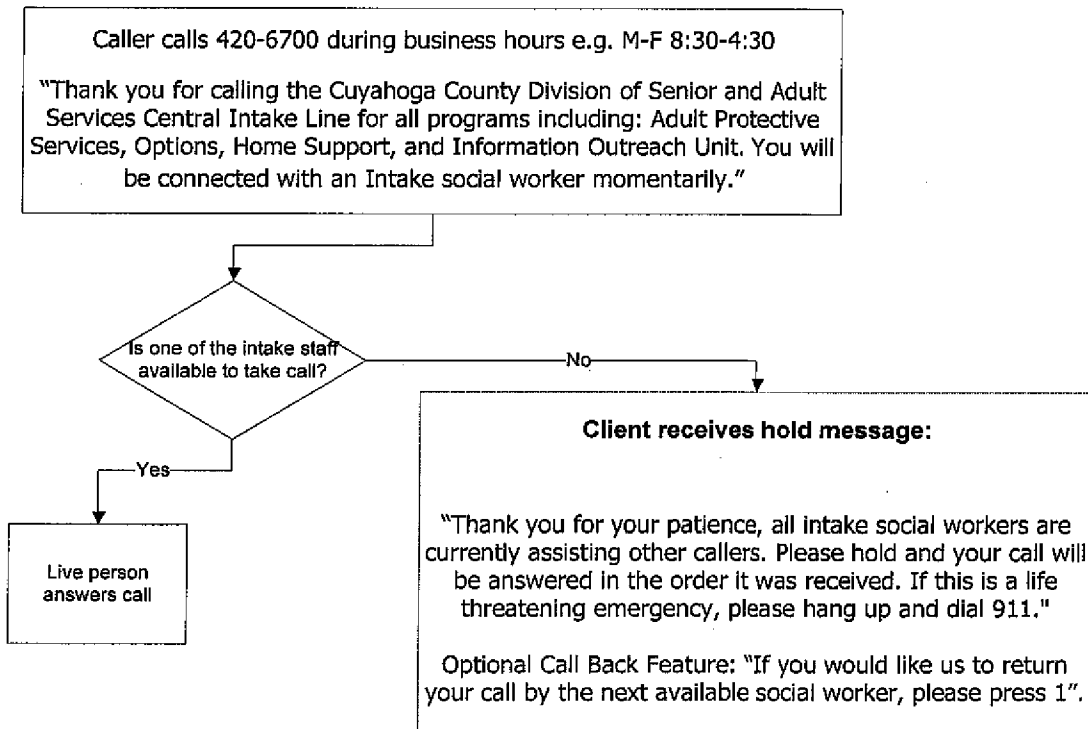 Caller calls 420-6700 during business hours e.g. M-F 8:30-4:30
"Thank you for calling the Cuyahoga County Division of Senior and Adult
Services Central Intake Line for all programs including: Adult Protective
Services, Options, Home Support, and Information Outreach Unit. You will
be connected with an Intake social worker momentarily."
Is one of the intake staff
available to take call?
No
Yes
Live person
answers call
Client receives hold message:
"Thank you for your patience, all intake social workers are
currently assisting other callers. Please hold and your call will
be answered in the order it was received. If this is a life
threatening emergency, please hang up and dial 911."
Optional Call Back Feature: "If you would like us to return
your call by the next available social worker, please press 1".